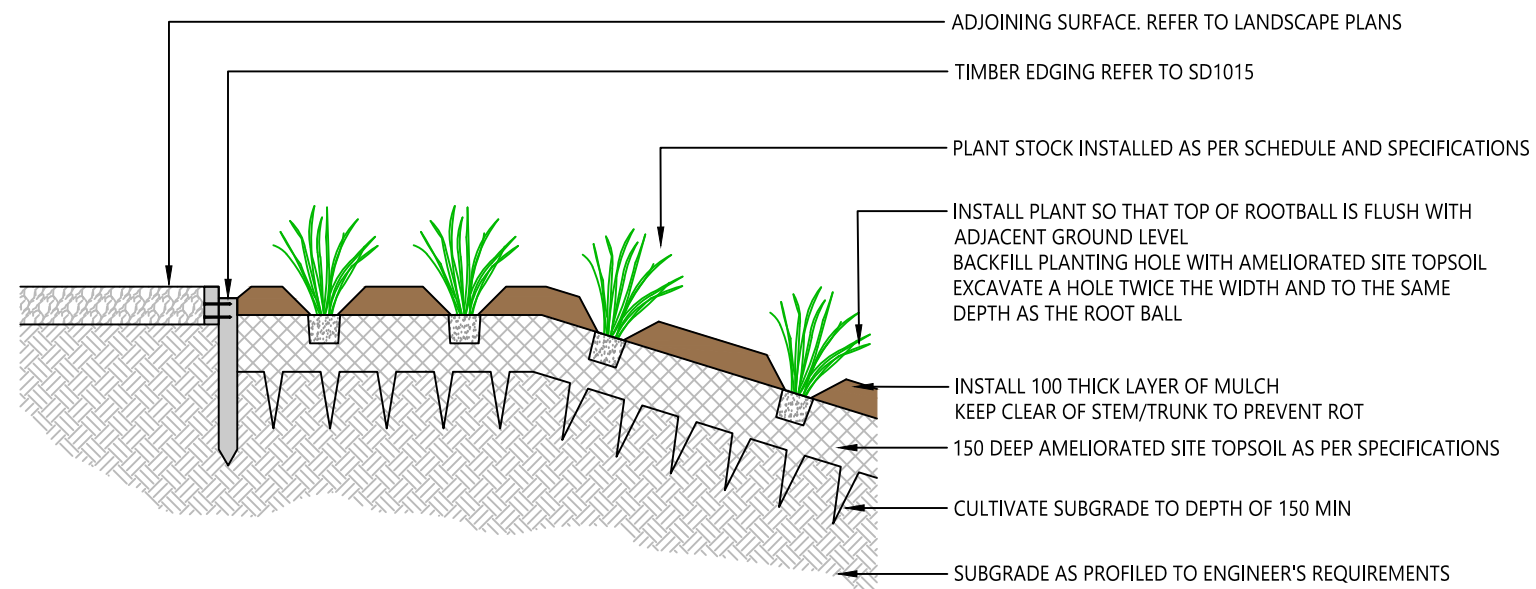 ADJOINING SURFACE. REFER TO LANDSCAPE PLANS
TIMBER EDGING REFER TO SD1015
PLANT STOCK INSTALLED AS PER SCHEDULE AND SPECIFICATIONS
INSTALL PLANT SO THAT TOP OF ROOTBALL IS FLUSH WITH
ADJACENT GROUND LEVEL
BACKFILL PLANTING HOLE WITH AMELIORATED SITE TOPSOIL
EXCAVATE A HOLE TWICE THE WIDTH AND TO THE SAME
DEPTH AS THE ROOT BALL
INSTALL 100 THICK LAYER OF MULCH
KEEP CLEAR OF STEM/TRUNK TO PREVENT ROT
150 DEEP AMELIORATED SITE TOPSOIL AS PER SPECIFICATIONS
CULTIVATE SUBGRADE TO DEPTH OF 150 MIN
SUBGRADE AS PROFILED TO ENGINEER'S REQUIREMENTS